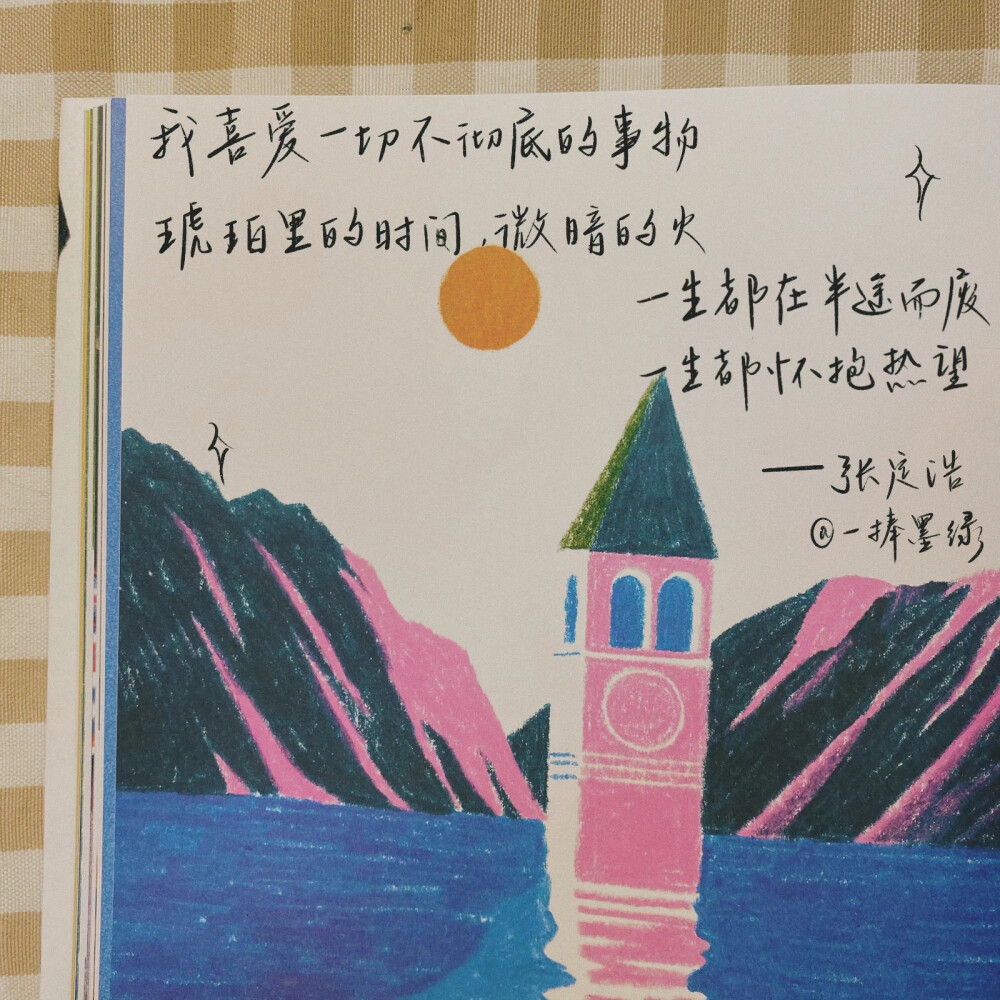 我喜爱一切不彻底的事物
琥珀里的时间,微暗的火
一生都在半途而废
一生都怀抱热望
——张定浩
@一捧墨绿